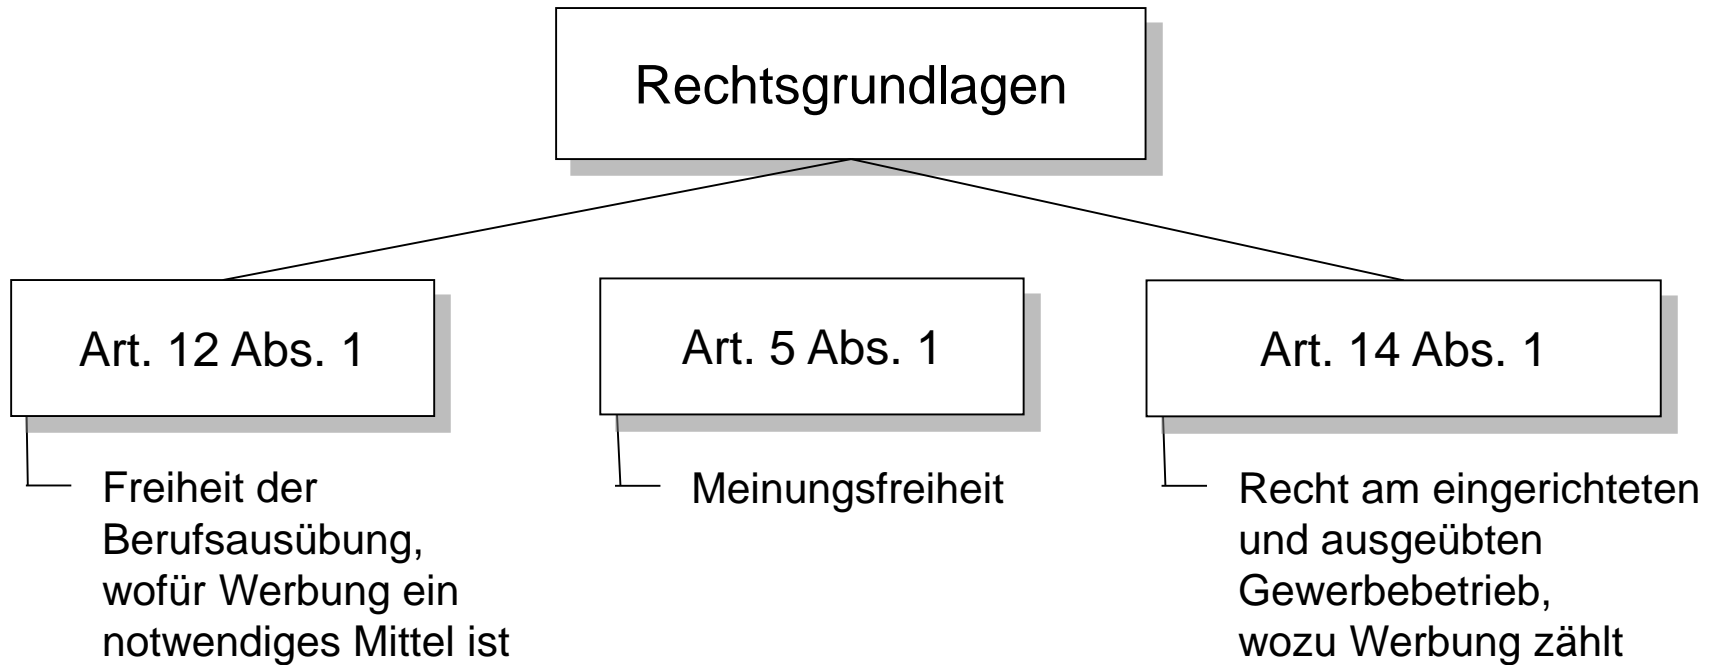 Rechtsgrundlagen
Art. 12 Abs. 1
Freiheit der
Berufsausübung,
wofür Werbung ein
notwendiges Mittel ist
Art. 5 Abs. 1
Meinungsfreiheit
Art. 14 Abs. 1
Recht am eingerichteten
und ausgeübten
Gewerbebetrieb,
wozu Werbung zählt